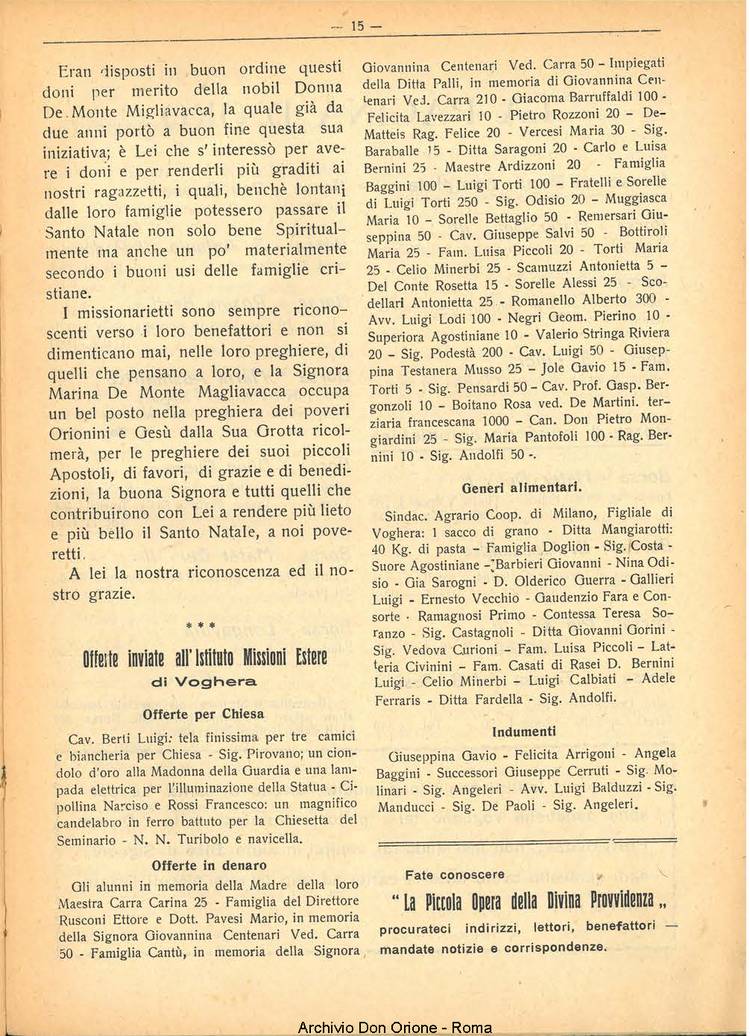 — 15 —
Eran disposti in buon ordine questi
doni per merito della nobil Donna
De Monte Migliavacca, la quale già da
due anni portò a buon fine questa sua
iniziativa; è Lei che s' interessò per ave-
re i doni e per renderli più graditi ai
nostri ragazzetti, i quali, benchè lontani
dalle loro famiglie potessero passare il
Santo Natale non solo bene Spiritual-
mente ma anche un po' materialmente
secondo i buoni usi delle famiglie cri-
stiane.
I missionarietti sono sempre ricono-
scenti verso i loro benefattori e non si
dimenticano mai, nelle loro preghiere, di
quelli che pensano a loro, e la Signora
Marina De Monte Magliavacca occupa
un bel posto nella preghiera dei poveri
Orionini e Gesù dalla Sua Grotta ricol-
merà, per le preghiere dei suoi piccoli
Apostoli, di favori, di grazie e di benedi-
zioni, la buona Signora e tutti quelli che
contribuirono con Lei a rendere più lieto
e più bello il Santo Natale, a noi pove-
retti.
A lei la nostra riconoscenza ed il no-
stro grazie.
* * *
Offerte inviate all' Istituto Missioni Estere
di Voghera
Offerte per Chiesa
Cav. Berti Luigi: tela finissima per tre camici
e biancheria per Chiesa - Sig. Pirovano; un cion-
dolo d'oro alla Madonna della Guardia e una lam-
pada elettrica per l'illuminazione della Statua - Ci-
pollina Narciso e Rossi Francesco: un magnifico
candelabro in ferro battuto per la Chiesetta del
Seminario - N. N. Turibolo e navicella.
Offerte in denaro
Gli alunni in memoria della Madre della loro
Maestra Carra Carina 25 - Famiglia del Direttore
Rusconi Ettore e Dott. Pavesi Mario, in memoria
della Signora Giovannina Centenari Ved. Carra
50 - Famiglia Cantù, in memoria della Signora
Giovannina Centenari Ved. Carra 50 - Impiegati
della Ditta Palli, in memoria di Giovannina Cen-
tenari Ved. Carra 210 - Giacoma Barruffaldi 100 -
Felicita Lavezzari 10 - Pietro Rozzoni 20 - De-
Matteis Rag. Felice 20 - Vercesi Maria 30 - Sig.
Baraballe 15 - Ditta Saragoni 20 - Carlo e Luisa
Bernini 25 - Maestre Ardizzoni 20 - Famiglia
Baggini 100 - Luigi Torti 100 - Fratelli e Sorelle
di Luigi Torti 250 - Sig. Odisio 20 - Muggiasca
Maria 10 - Sorelle Bettaglio 50 - Remersari Giu-
seppina 50 - Cav. Giuseppe Salvi 50 - Bottiroli
Maria 25 - Fam. Luisa Piccoli 20 - Torti Maria
25 - Celio Minerbi 25 - Scamuzzi Antonietta 5 -
Del Conte Rosetta 15 - Sorelle Alessi 25 - Sco-
dellari Antonietta 25 - Romanello Alberto 300 -
Avv. Luigi Lodi 100 - Negri Geom. Pierino 10 -
Superiora Agostiniane 10 - Valerio Stringa Riviera
20 - Sig. Podestà 200 - Cav. Luigi 50 - Giusep-
pina Testanera Musso 25 - Jole Gavio 15 - Fam.
Torti 5 - Sig. Pensardi 50 - Cav. Prof. Gasp. Ber-
gonzoli 10 - Boitano Rosa ved. De Martini. ter-
ziaria francescana 1000 - Can. Don Pietro Mon-
giardini 25 - Sig. Maria Pantofoli 100 - Rag. Ber-
nini 10 - Sig. Andolfi 50 -.
Generi alimentari.
Sindac. Agrario Coop. di Milano, Figliale di
Voghera: 1 sacco di grano - Ditta Mangiarotti:
40 Kg. di pasta - Famiglia Doglion - Sig. Costa -
Suore Agostiniane - Barbieri Giovanni - Nina Odi-
sio - Gia Sarogni - D. Olderico Guerra - Gallieri
Luigi - Ernesto Vecchio - Gaudenzio Fara e Con-
sorte - Ramagnosi Primo - Contessa Teresa So-
ranzo - Sig. Castagnoli - Ditta Giovanni Gorini -
Sig. Vedova Curioni - Fam. Luisa Piccoli - Lat-
teria Civinini - Fam. Casati di Rasei D. Bernini
Luigi - Celio Minerbi - Luigi Calbiati - Adele
Ferraris - Ditta Fardella - Sig. Andolfi.
Indumenti
Giuseppina Gavio - Felicita Arrigoni - Angela
Baggini - Successori Giuseppe Cerruti - Sig. Mo-
linari - Sig. Angeleri - Avv. Luigi Balduzzi - Sig.
Manducci - Sig. De Paoli - Sig. Angeleri.
Fate conoscere
“ La Piccola Opera della Divina Provvidenza „
procurateci indirizzi, lettori, benefattori —
mandate notizie e corrispondenze.
Archivio Don Orione - Roma